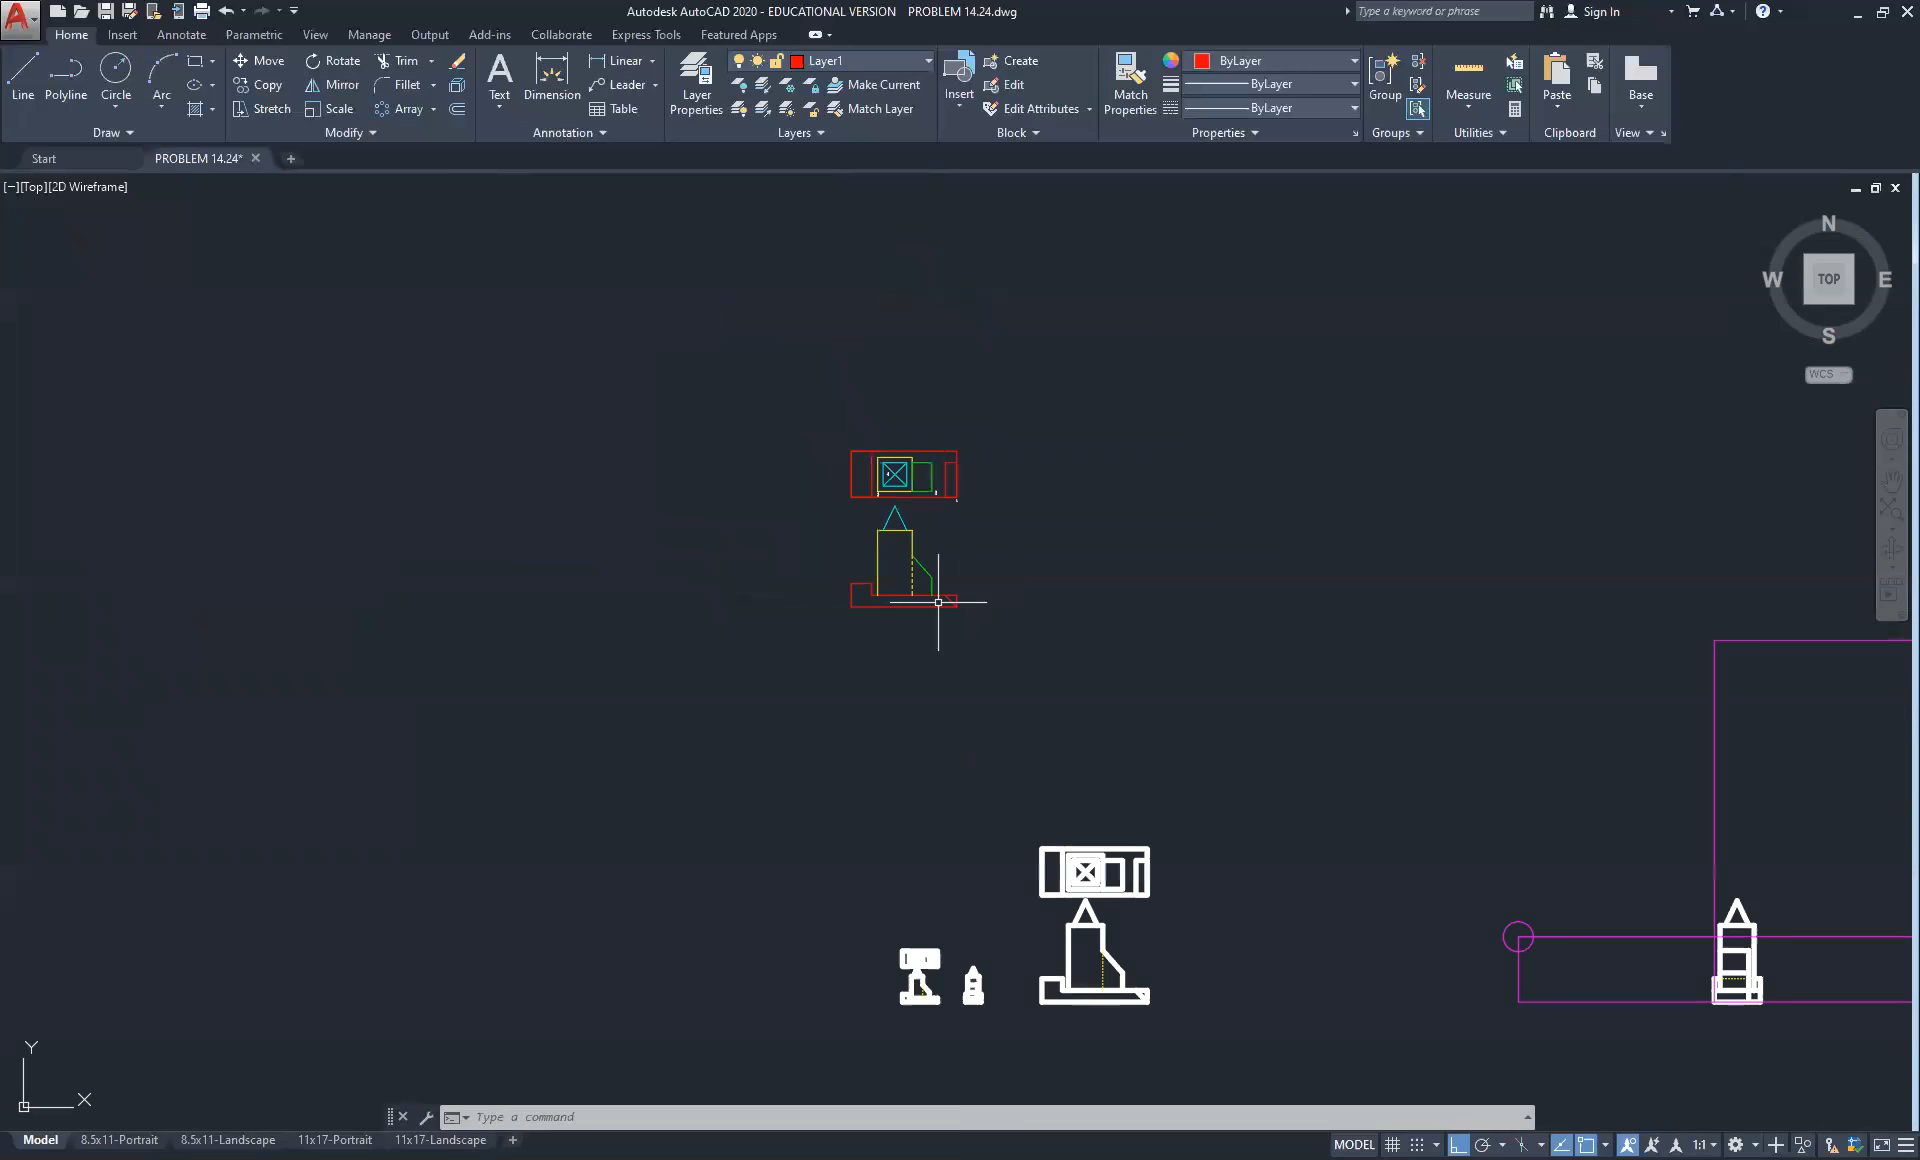 Autodesk AutoCAD 2020 - EDUCATIONAL VERSION PROBLEM 14.24.dwg
Type a keyword or phrase
Sign In
Home Insert Annotate Parametric View Manage Output Add-ins Collaborate Express Tools Featured Apps
Line Polyline Circle Arc
Move Rotate Trim
Copy Mirror Fillet
Stretch Scale Array
Text Dimension
Linear
Leader
Table
Layer Properties
Layer1
Make Current
Match Layer
Insert
Create
Edit
Edit Attributes
Match Properties
ByLayer
ByLayer
ByLayer
Group
Measure
Paste
Base
Draw Modify Annotation Layers Block Properties Groups Utilities Clipboard View
Start PROBLEM 14.24*
[−][Top][2D Wireframe]
N
W TOP E
S
WCS
Y
X
Type a command
Model 8.5x11-Portrait 8.5x11-Landscape 11x17-Portrait 11x17-Landscape
MODEL 1:1